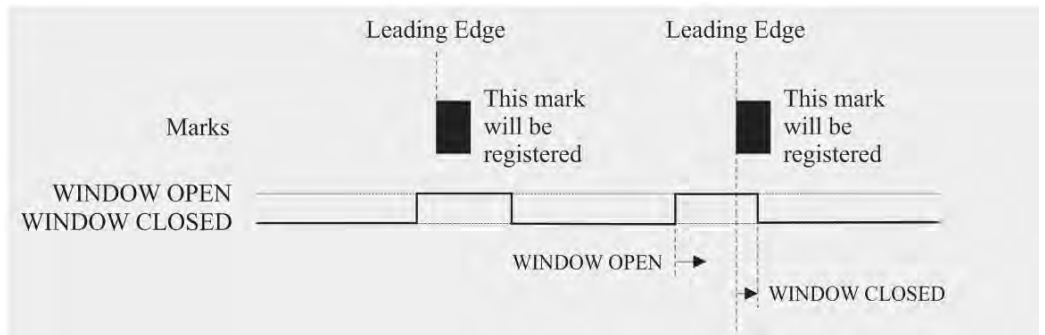 Leading Edge
Leading Edge
This mark
will be
registered
This mark
will be
registered
Marks
WINDOW OPEN
WINDOW CLOSED
WINDOW OPEN
WINDOW CLOSED